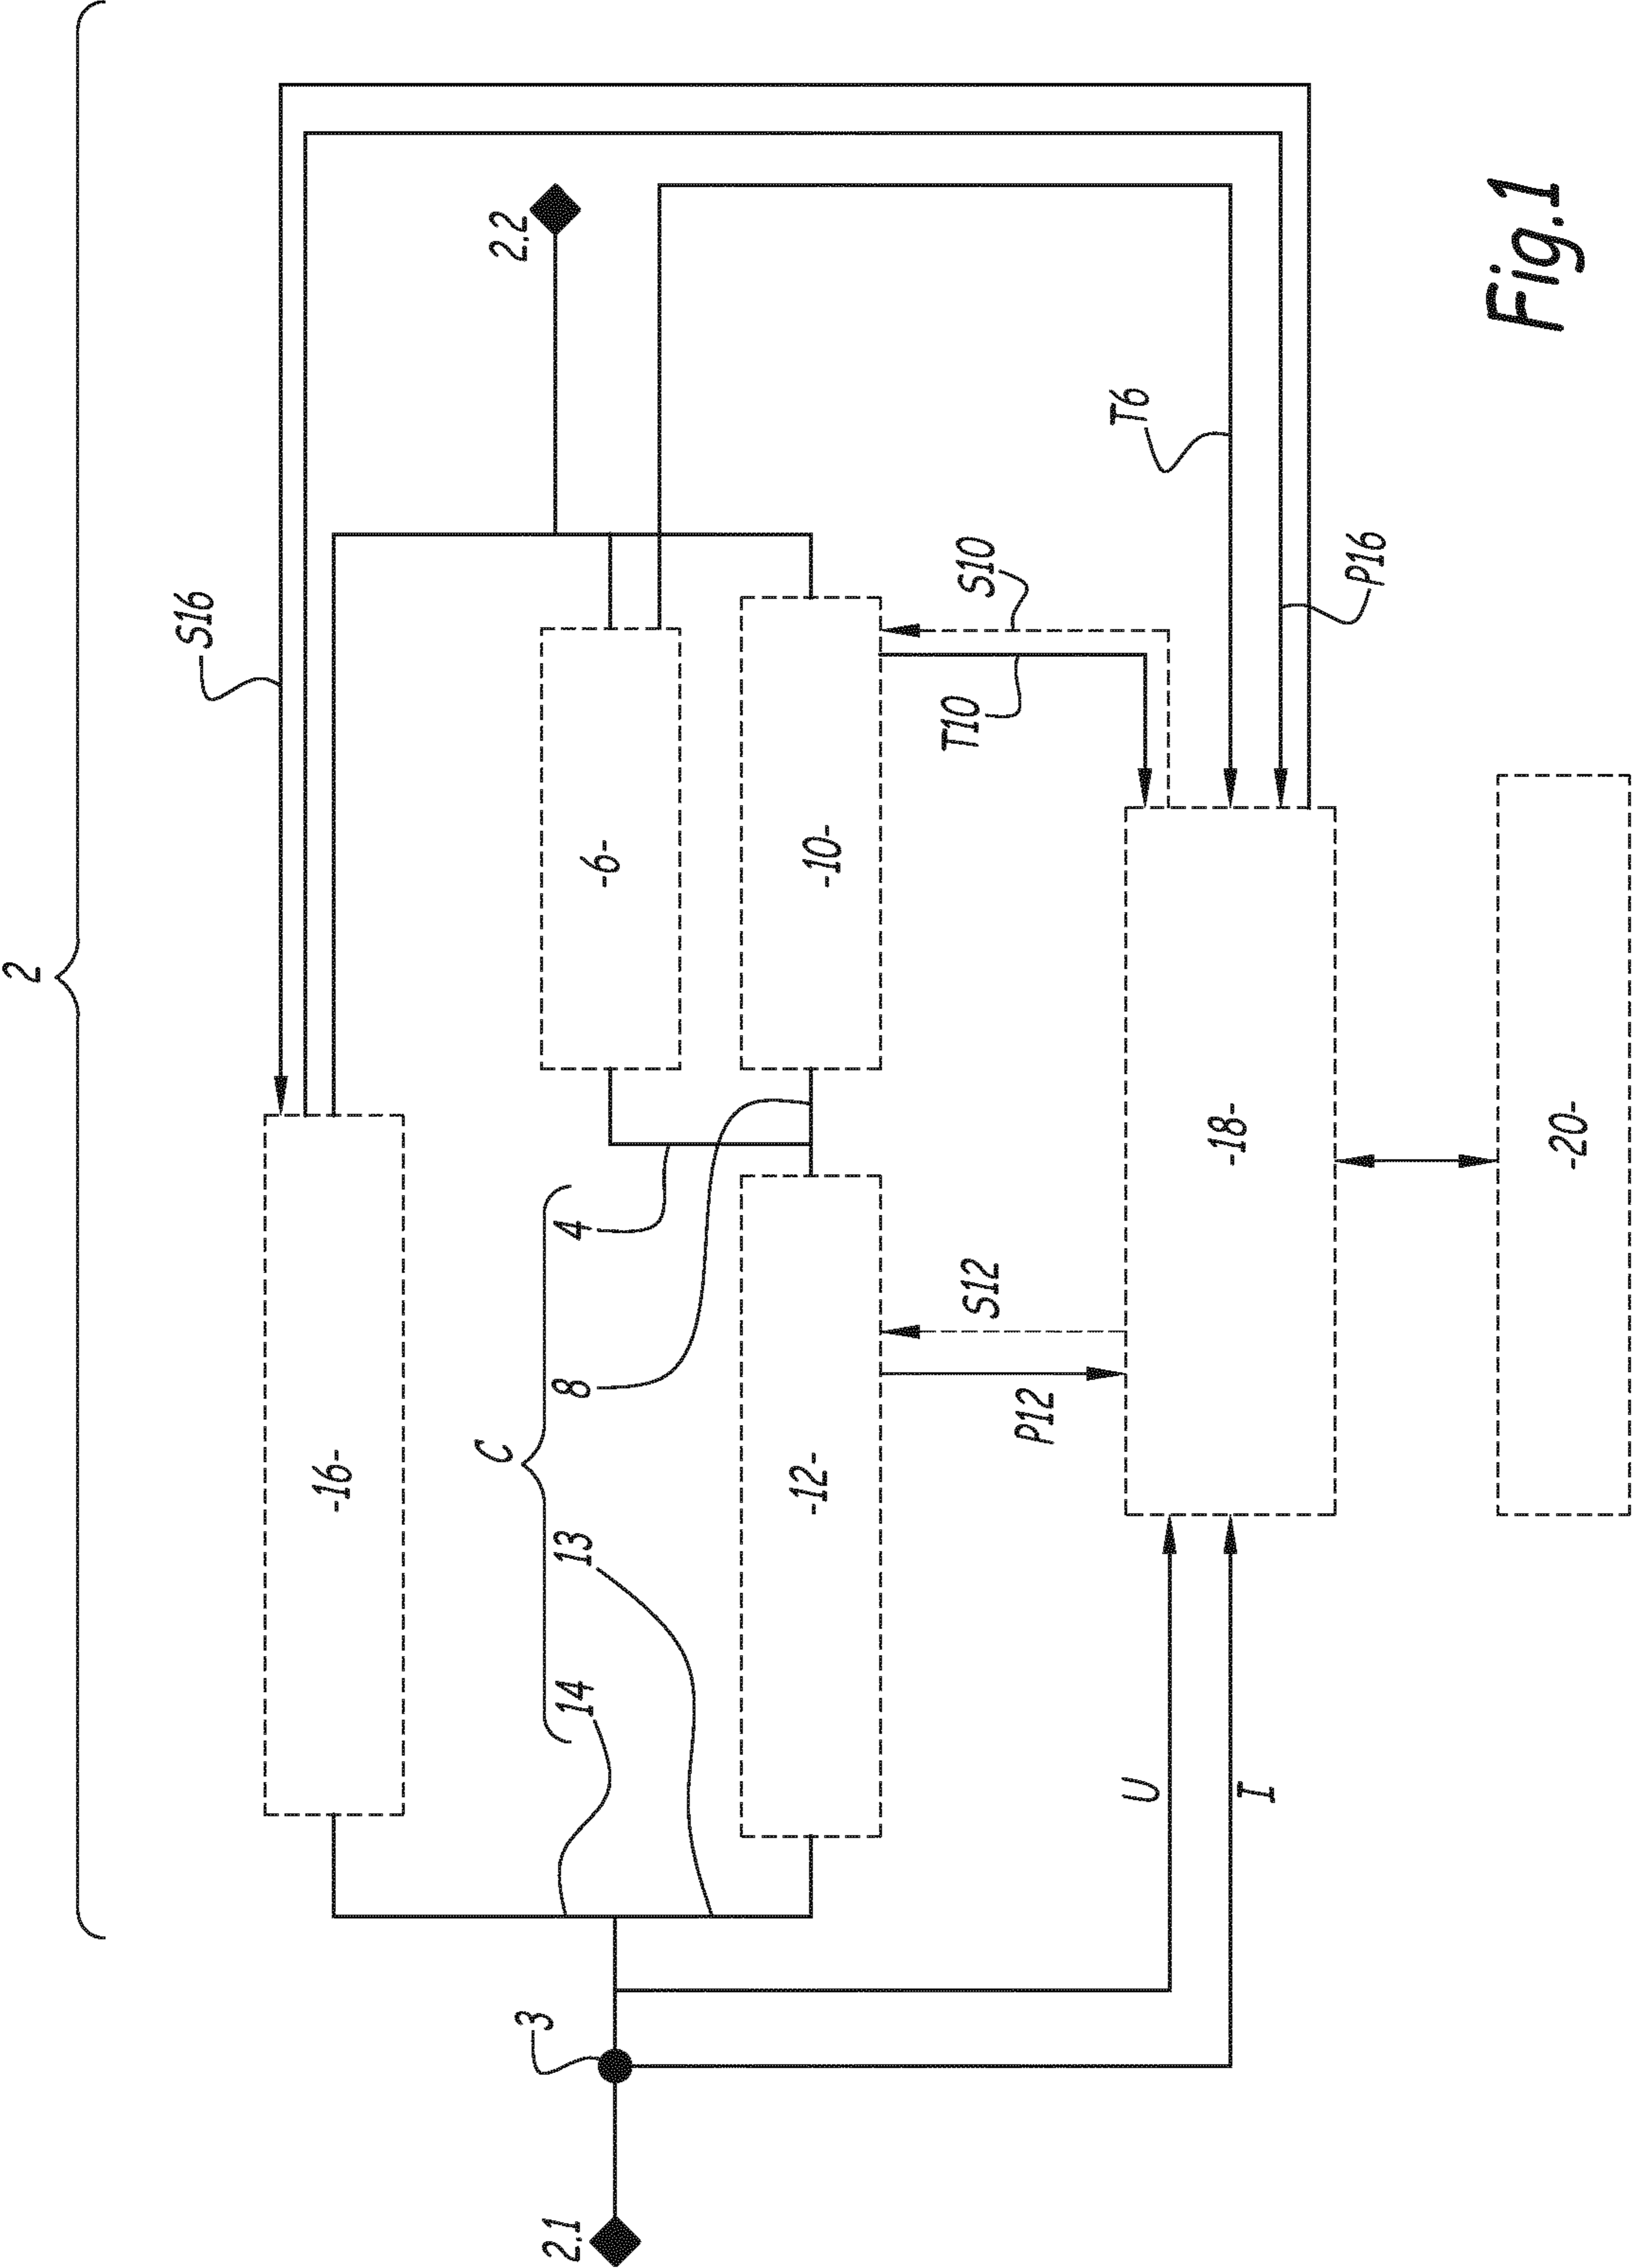 2
S16
2.2
-16-
-6-
T6
C
14
13
8
4
S10
-10-
T10
P16
-12-
S12
P12
3
2.1
U
I
-18-
-20-
Fig.1